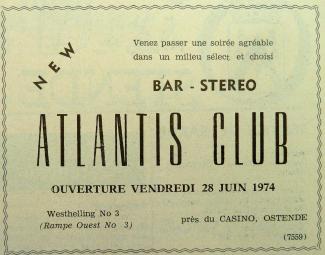 NEW
Venez passer une soirée agréable
dans un milieu sélect et choisi
BAR - STEREO
ATLANTIS CLUB
OUVERTURE VENDREDI 28 JUIN 1974
Westhelling No 3
(Rampe Ouest No 3)
près du CASINO, OSTENDE
(7559)